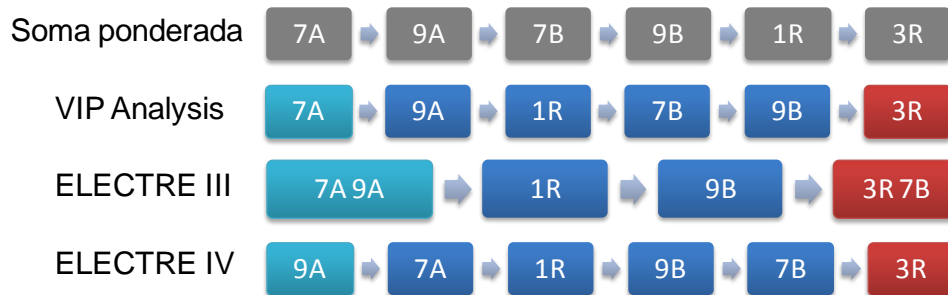 Soma ponderada 7A 9A 7B 9B 1R 3R
VIP Analysis 7A 9A 1R 7B 9B 3R
ELECTRE III 7A 9A 1R 9B 3R 7B
ELECTRE IV 9A 7A 1R 9B 7B 3R